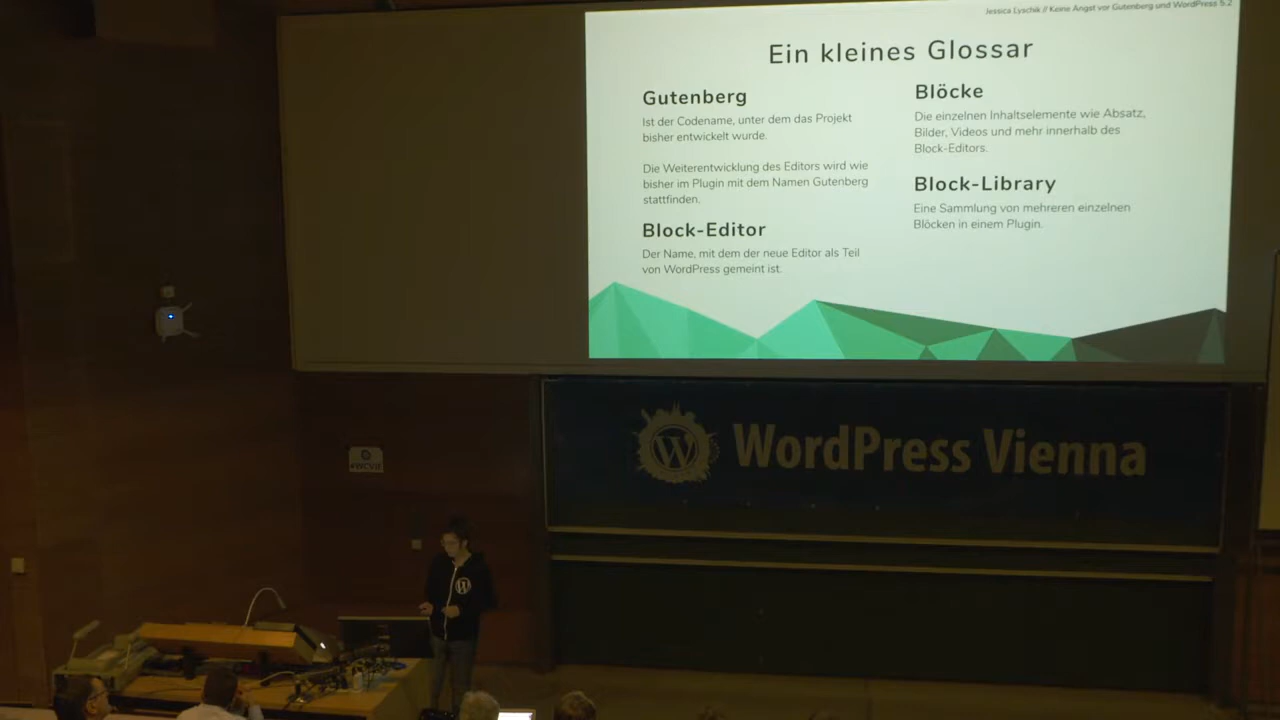 Jessica Lyschik // Keine Angst vor Gutenberg und WordPress 5.2
Ein kleines Glossar
Gutenberg
Ist der Codename, unter dem das Projekt
bisher entwickelt wurde.
Die Weiterentwicklung des Editors wird wie
bisher im Plugin mit dem Namen Gutenberg
stattfinden.
Block-Editor
Der Name, mit dem der neue Editor als Teil
von WordPress gemeint ist.
Blöcke
Die einzelnen Inhaltselemente wie Absatz,
Bilder, Videos und mehr innerhalb des
Block-Editors.
Block-Library
Eine Sammlung von mehreren einzelnen
Blöcken in einem Plugin.
WordPress Vienna
#WCVIE